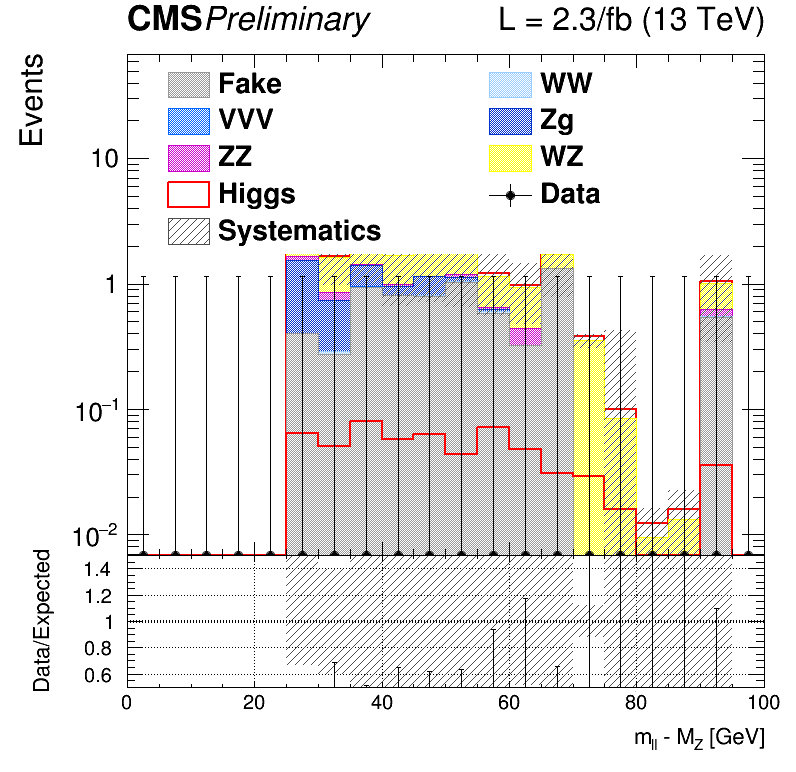 CMS Preliminary L = 2.3/fb (13 TeV)
Events
Fake WW
VVV Zg
ZZ WZ
Higgs Data
Systematics
10
1
10⁻¹
10⁻²
Data/Expected
1.4
1.2
1
0.8
0.6
0 20 40 60 80 100
m_ll - M_Z [GeV]